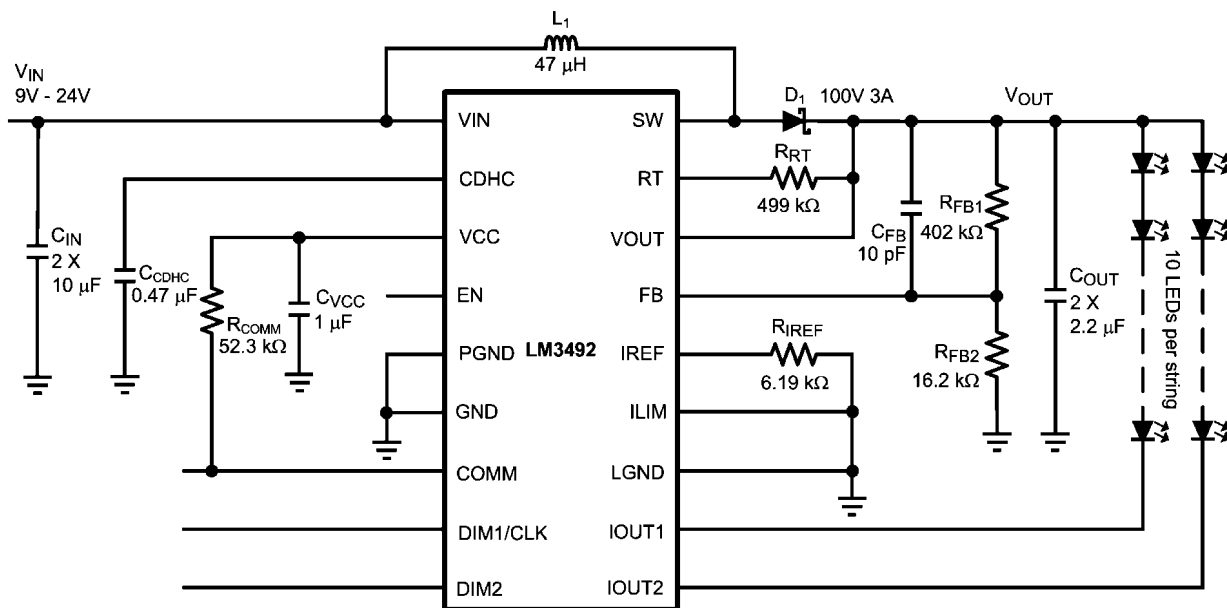 L1
47 µH
VIN
9V - 24V
D1
100V 3A
VOUT
VIN
CDHC
VCC
EN
PGND
GND
COMM
DIM1/CLK
DIM2
LM3492
SW
RT
VOUT
FB
IREF
ILIM
LGND
IOUT1
IOUT2
CIN
2 X
10 µF
CCDHC
0.47 µF
RCOMM
52.3 kΩ
CVCC
1 µF
RRT
499 kΩ
CFB
10 pF
RFB1
402 kΩ
RIREF
6.19 kΩ
RFB2
16.2 kΩ
COUT
2 X
2.2 µF
10 LEDs per string